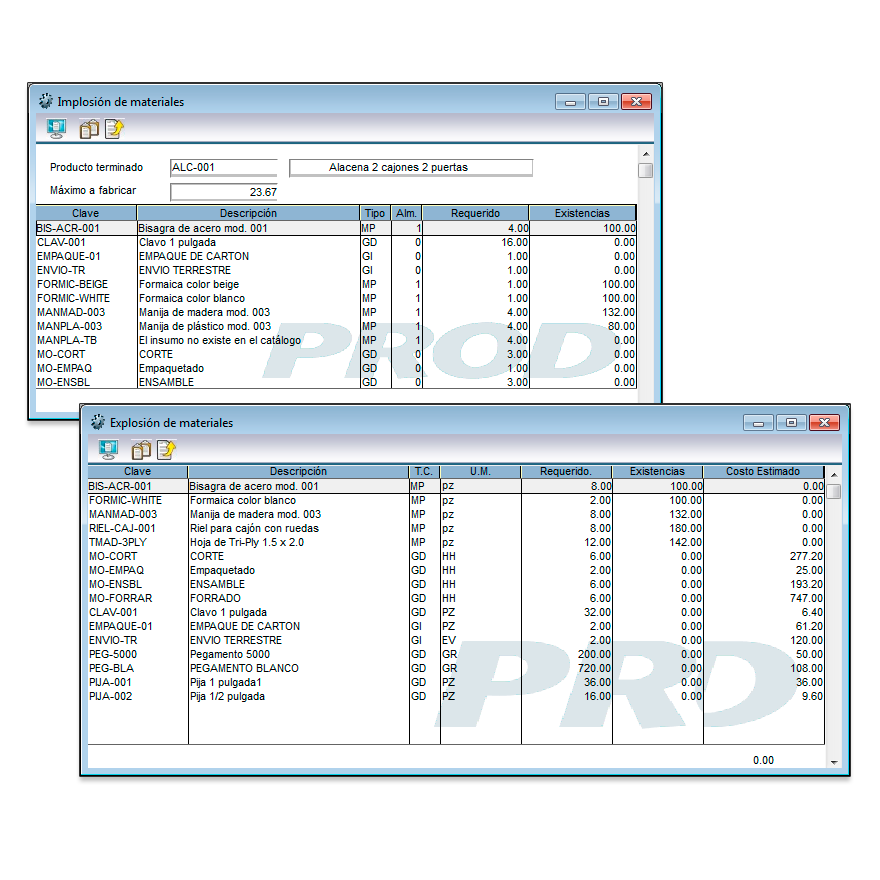 Implosión de materiales
Producto terminado ALC-001 Alacena 2 cajones 2 puertas
Máximo a fabricar 23.67
Clave Descripción Tipo Alm. Requerido Existencias
BIS-ACR-001 Bisagra de acero mod. 001 MP 1 4.00 100.00
CLAV-001 Clavo 1 pulgada GD 0 16.00 0.00
EMPAQUE-01 EMPAQUE DE CARTON GI 0 1.00 0.00
ENVIO-TR ENVIO TERRESTRE GI 0 1.00 0.00
FORMIC-BEIGE Formaica color beige MP 1 1.00 100.00
FORMIC-WHITE Formaica color blanco MP 1 1.00 100.00
MANMAD-003 Manija de madera mod. 003 MP 1 4.00 132.00
MANPLA-003 Manija de plástico mod. 003 MP 1 4.00 80.00
MANPLA-TB El insumo no existe en el catálogo MP 1 4.00 0.00
MO-CORT CORTE GD 0 3.00 0.00
MO-EMPAQ Empaquetado GD 0 1.00 0.00
MO-ENSBL ENSAMBLE GD 0 3.00 0.00
PROD
Explosión de materiales
Clave Descripción T.C. U.M. Requerido. Existencias Costo Estimado
BIS-ACR-001 Bisagra de acero mod. 001 MP pz 8.00 100.00 0.00
FORMIC-WHITE Formaica color blanco MP pz 2.00 100.00 0.00
MANMAD-003 Manija de madera mod. 003 MP pz 8.00 132.00 0.00
RIEL-CAJ-001 Riel para cajón con ruedas MP pz 8.00 180.00 0.00
TMAD-3PLY Hoja de Tri-Ply 1.5 x 2.0 MP pz 12.00 142.00 0.00
MO-CORT CORTE GD HH 6.00 0.00 277.20
MO-EMPAQ Empaquetado GD HH 2.00 0.00 25.00
MO-ENSBL ENSAMBLE GD HH 6.00 0.00 193.20
MO-FORRAR FORRADO GD HH 6.00 0.00 747.00
CLAV-001 Clavo 1 pulgada GD PZ 32.00 0.00 6.40
EMPAQUE-01 EMPAQUE DE CARTON GI PZ 2.00 0.00 61.20
ENVIO-TR ENVIO TERRESTRE GI EV 2.00 0.00 120.00
PEG-5000 Pegamento 5000 GD GR 200.00 0.00 50.00
PEG-BLA PEGAMENTO BLANCO GD GR 720.00 0.00 108.00
PIJA-001 Pija 1 pulgada1 GD PZ 36.00 0.00 36.00
PIJA-002 Pija 1/2 pulgada GD PZ 16.00 0.00 9.60
PRD
0.00